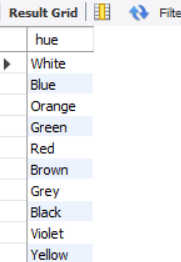 Result Grid Filte
hue
White
Blue
Orange
Green
Red
Brown
Grey
Black
Violet
Yellow